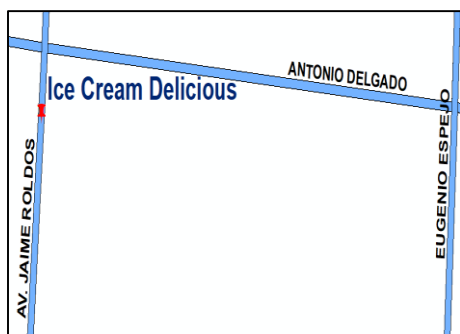 ANTONIO DELGADO
Ice Cream Delicious
AV. JAIME ROLDOS
EUGENIO ESPEJO